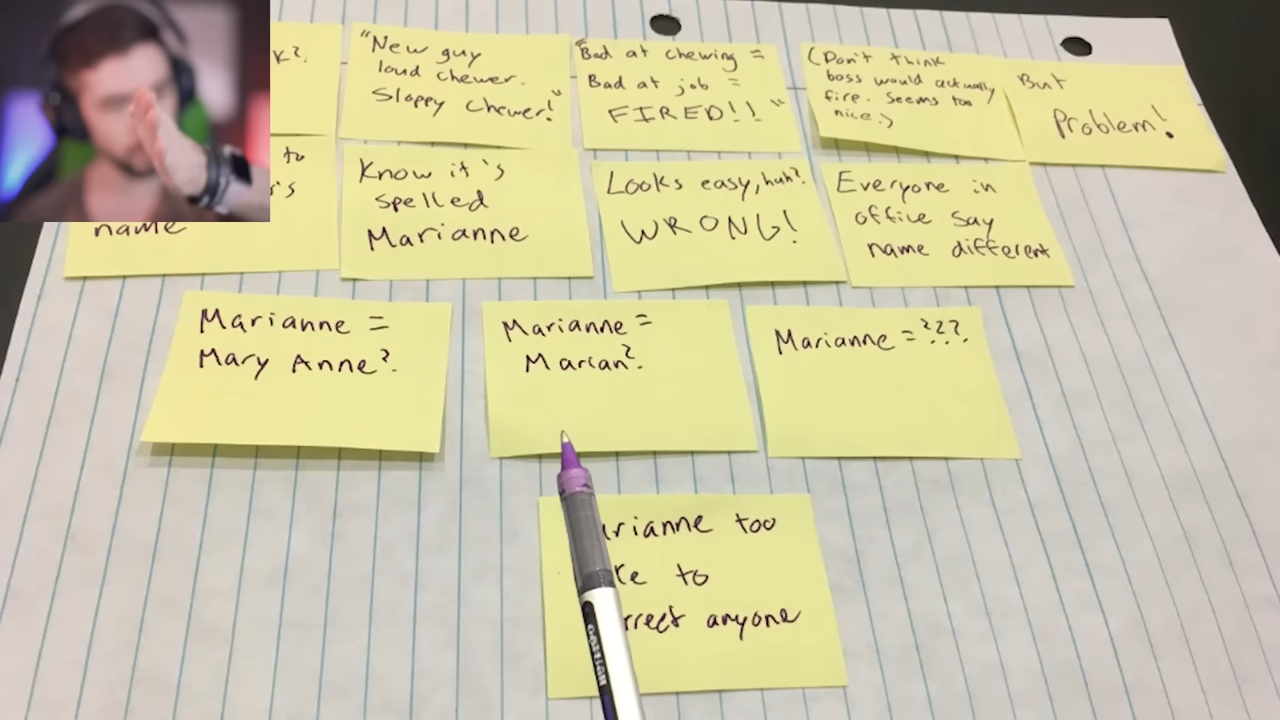 k?
"New guy
loud chewer.
Sloppy chewer!"
"Bad at chewing =
Bad at job =
FIRED!! "
(Don't think
boss would actually
fire. Seems too
nice.)
But
Problem!
to
's
name
Know it's
spelled
Marianne
Looks easy, huh?
WRONG!
Everyone in
office say
name different
Marianne =
Mary Anne?
Marianne =
Marian?
Marianne = ???
arianne too
ke to
rrect anyone